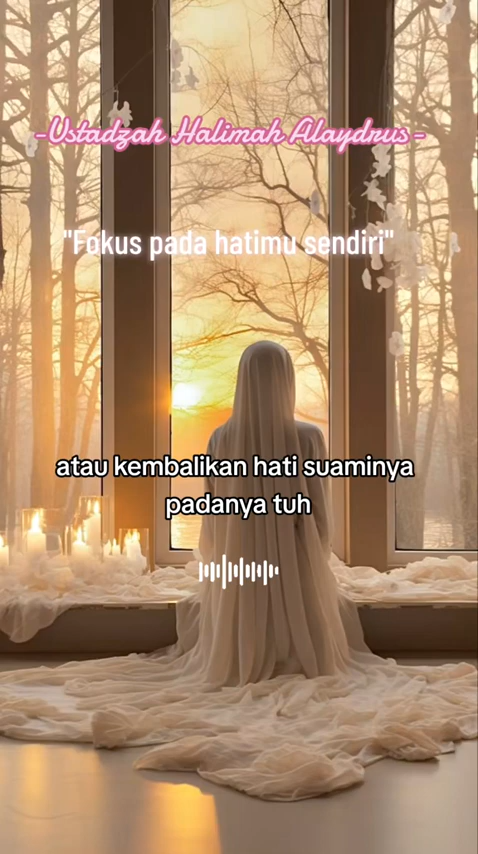 -Ustadzah Halimah Alaydrus-
"Fokus pada hatimu sendiri"
atau kembalikan hati suaminya
padanya tuh